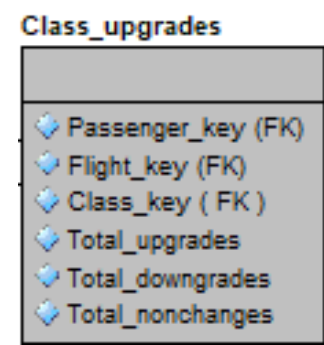 Class_upgrades
Passenger_key (FK)
Flight_key (FK)
Class_key ( FK )
Total_upgrades
Total_downgrades
Total_nonchanges